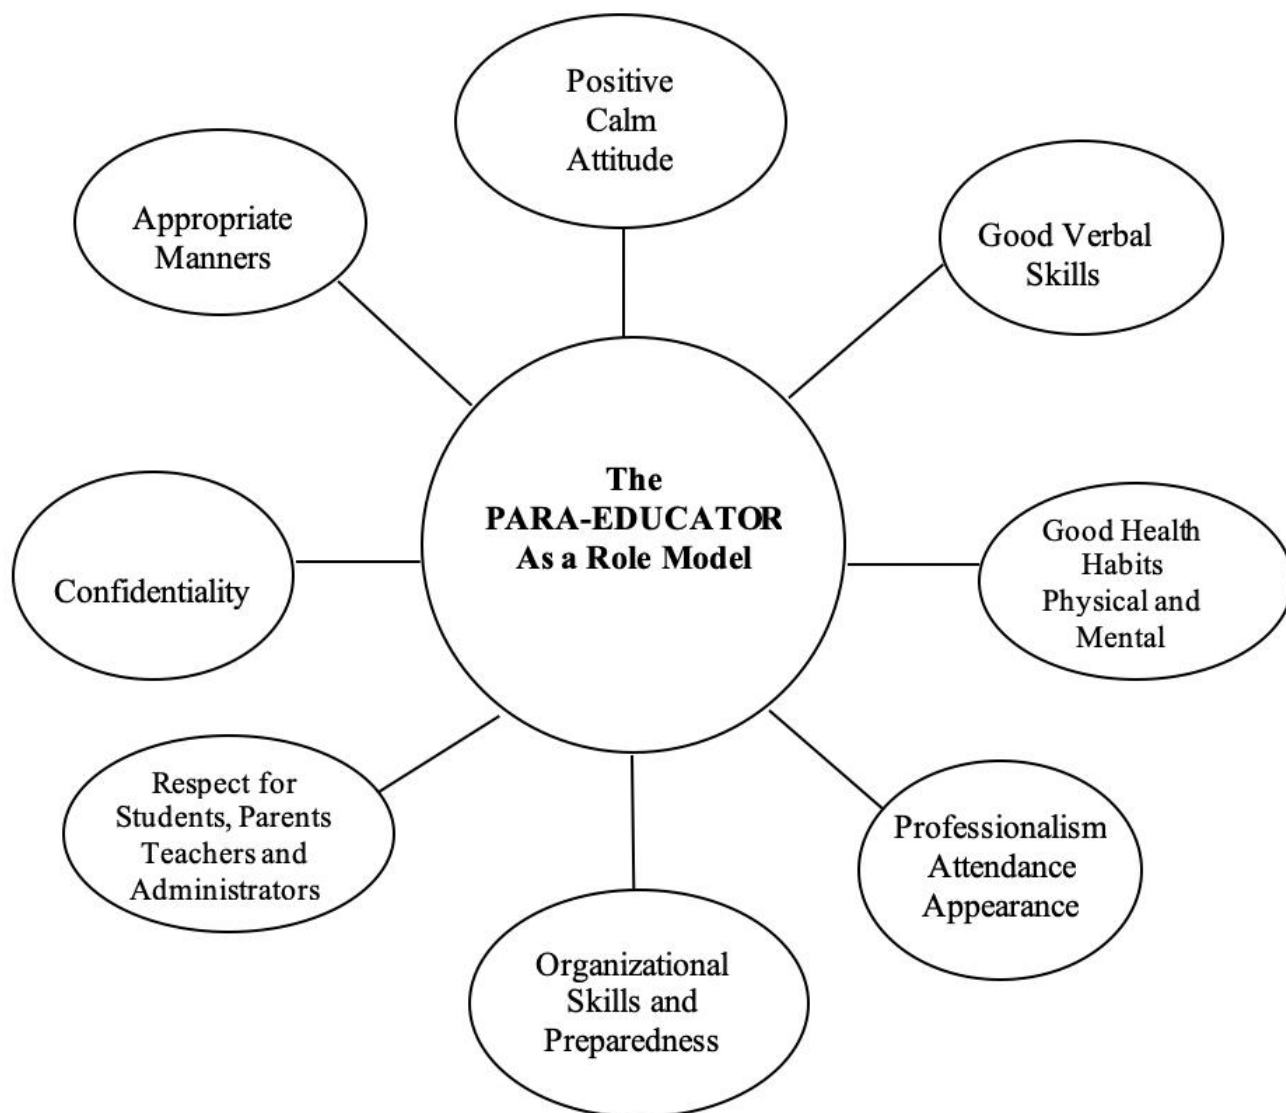 Positive
Calm
Attitude
Appropriate
Manners
Good Verbal
Skills
The
PARA-EDUCATOR
As a Role Model
Good Health
Habits
Physical and
Mental
Confidentiality
Respect for
Students, Parents
Teachers and
Administrators
Professionalism
Attendance
Appearance
Organizational
Skills and
Preparedness